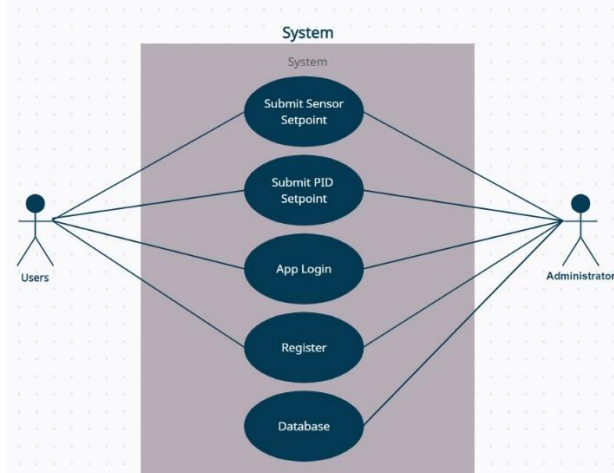 System
System
Submit Sensor
Setpoint
Submit PID
Setpoint
App Login
Register
Database
Users
Administrator